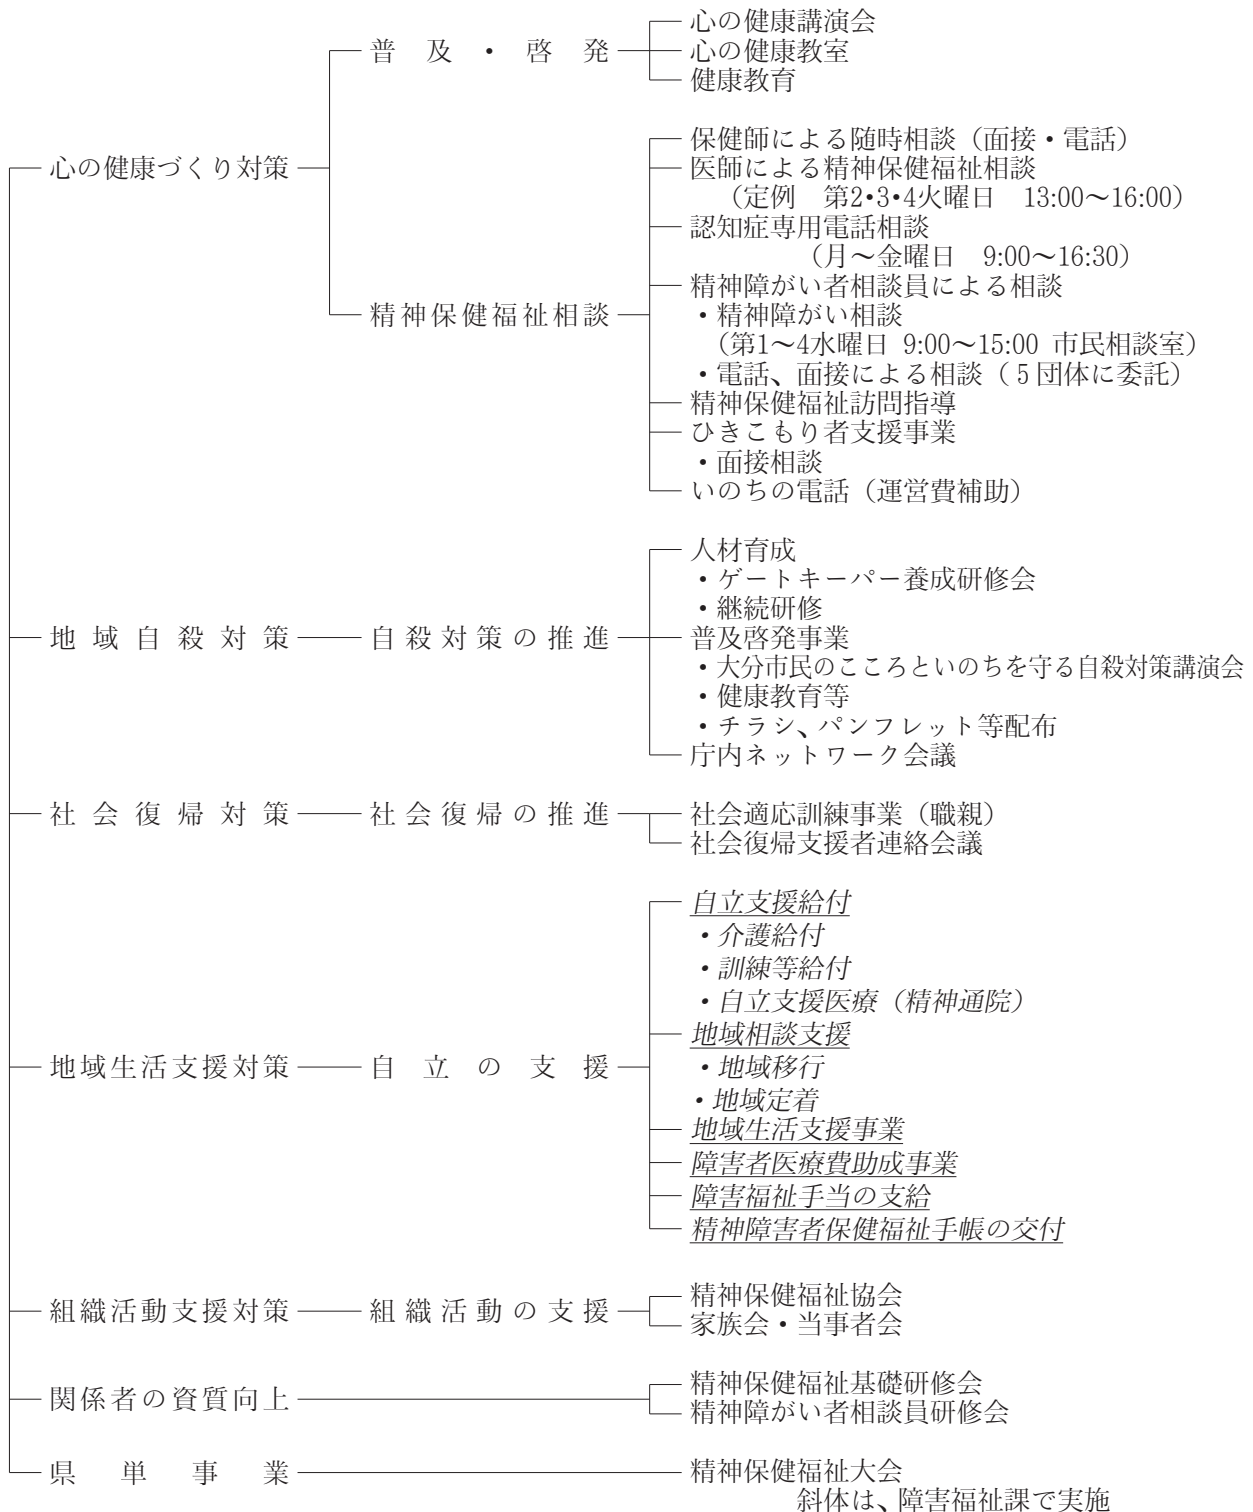 心の健康づくり対策
普及・啓発
心の健康講演会
心の健康教室
健康教育
精神保健福祉相談
保健師による随時相談（面接・電話）
医師による精神保健福祉相談
（定例　第2・3・4火曜日　13:00～16:00）
認知症専用電話相談
（月～金曜日　9:00～16:30）
精神障がい者相談員による相談
・精神障がい相談
（第1～4水曜日 9:00～15:00 市民相談室）
・電話、面接による相談（5団体に委託）
精神保健福祉訪問指導
ひきこもり者支援事業
・面接相談
いのちの電話（運営費補助）
地域自殺対策
自殺対策の推進
人材育成
・ゲートキーパー養成研修会
・継続研修
普及啓発事業
・大分市民のこころといのちを守る自殺対策講演会
・健康教育等
・チラシ、パンフレット等配布
庁内ネットワーク会議
社会復帰対策
社会復帰の推進
社会適応訓練事業（職親）
社会復帰支援者連絡会議
地域生活支援対策
自立の支援
自立支援給付
・介護給付
・訓練等給付
・自立支援医療（精神通院）
地域相談支援
・地域移行
・地域定着
地域生活支援事業
障害者医療費助成事業
障害福祉手当の支給
精神障害者保健福祉手帳の交付
組織活動支援対策
組織活動の支援
精神保健福祉協会
家族会・当事者会
関係者の資質向上
精神保健福祉基礎研修会
精神障がい者相談員研修会
県単事業
精神保健福祉大会
斜体は、障害福祉課で実施